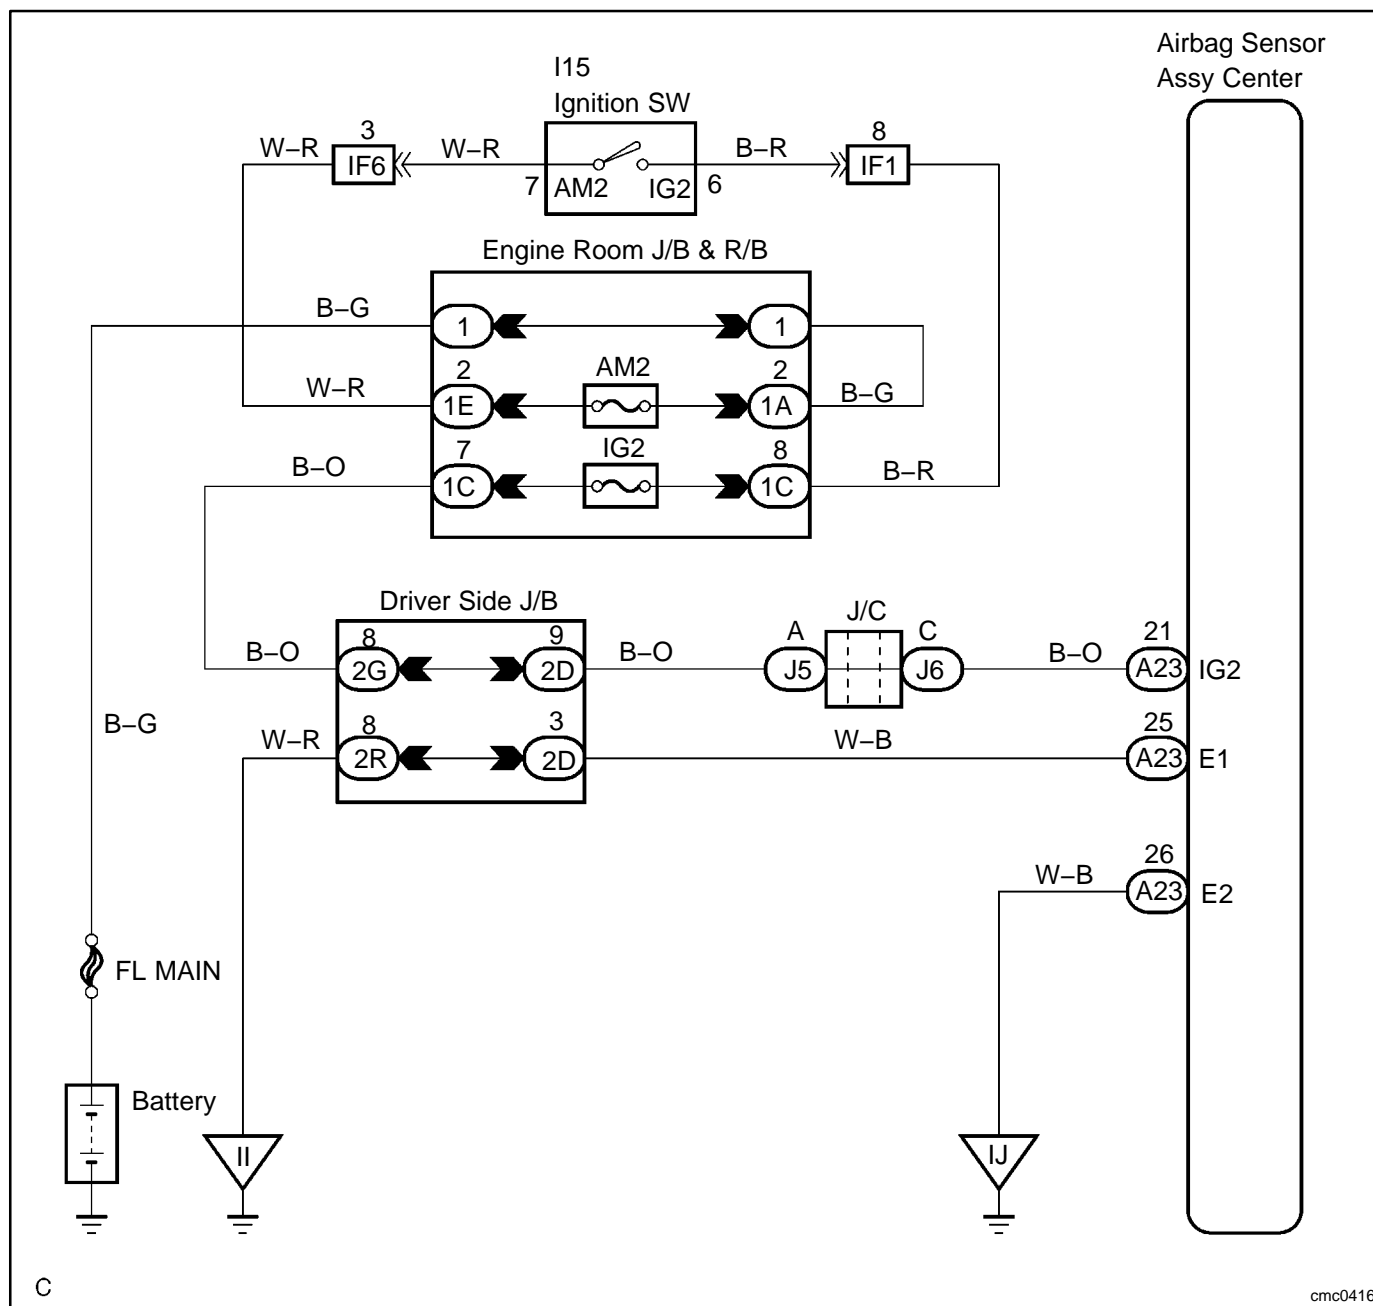 Airbag Sensor
Assy Center
I15
Ignition SW
3
8
W–R
IF6
W–R
7
AM2
IG2
6
B–R
IF1
Engine Room J/B & R/B
B–G
1
1
2
AM2
2
W–R
1E
1A
B–G
7
IG2
8
B–O
1C
1C
B–R
Driver Side J/B
J/C
8
9
A
C
21
B–O
2G
2D
B–O
J5
J6
B–O
A23
IG2
B–G
8
3
25
W–R
2R
2D
W–B
A23
E1
26
W–B
A23
E2
FL MAIN
Battery
II
IJ
C
cmc0416